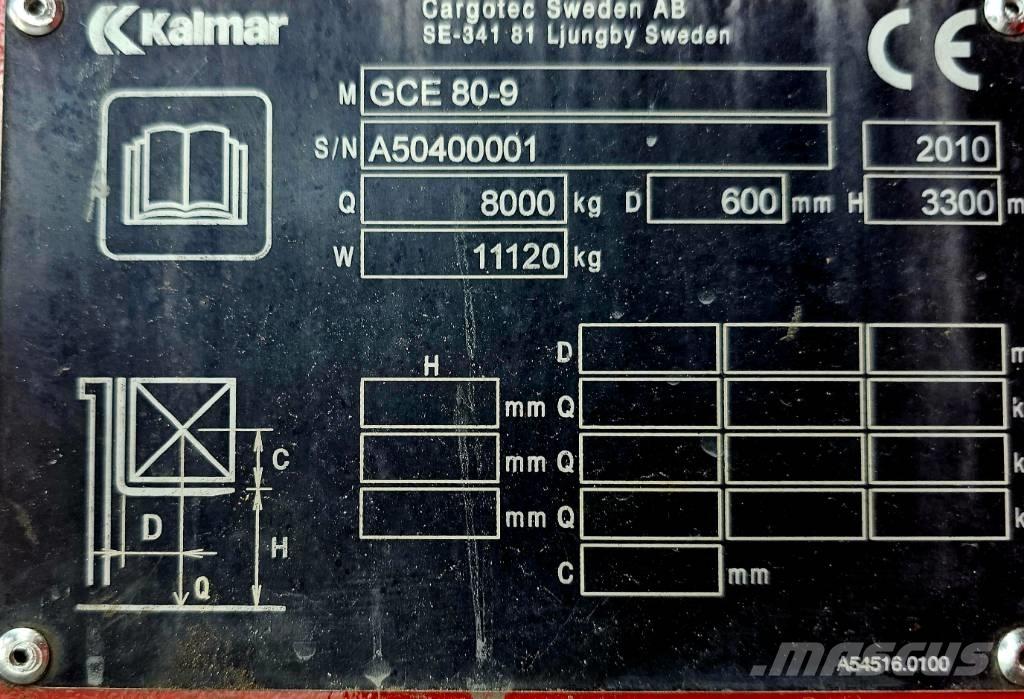 Kalmar
Cargotec Sweden AB
SE-341 81 Ljungby Sweden
CE
M GCE 80-9
S/N A50400001 2010
Q 8000 kg D 600 mm H 3300 m
W 11120 kg
D m
H
mm Q k
mm Q k
mm Q k
C mm
C
D
H
Q
MASCUS
A54516.0100